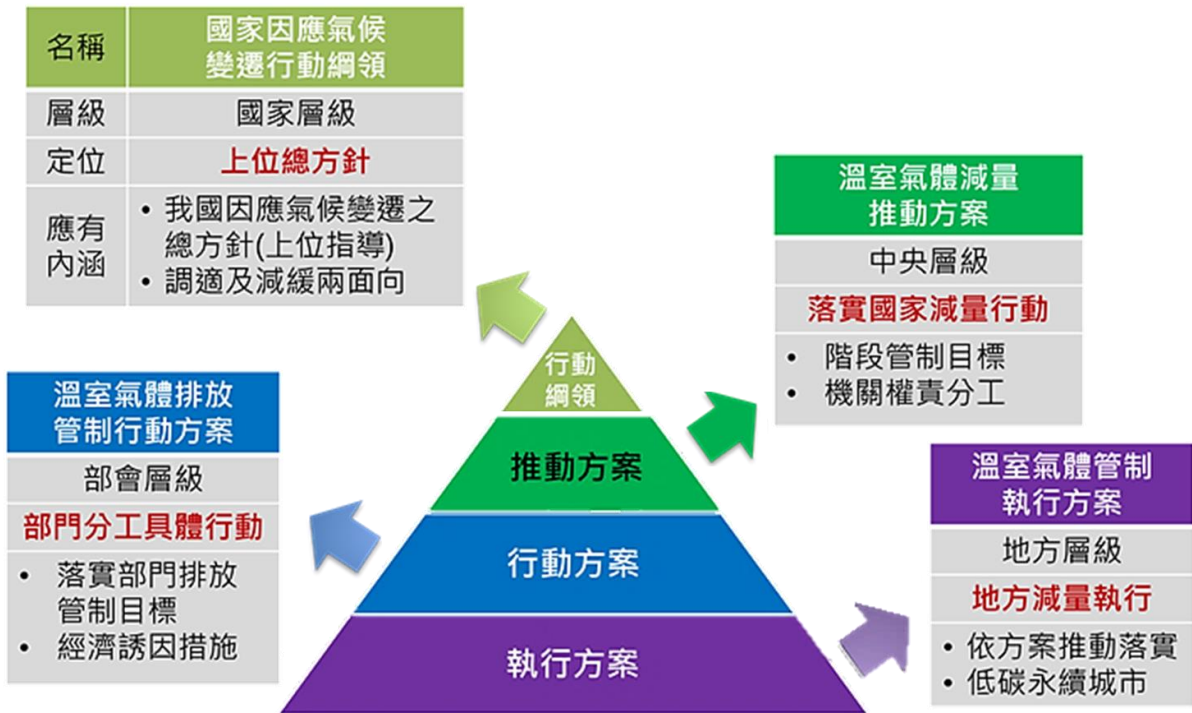 名稱
國家因應氣候
變遷行動綱領
層級
國家層級
定位
上位總方針
應有
內涵
• 我國因應氣候變遷之
總方針(上位指導)
• 調適及減緩兩面向
溫室氣體減量
推動方案
中央層級
落實國家減量行動
• 階段管制目標
• 機關權責分工
溫室氣體排放
管制行動方案
部會層級
部門分工具體行動
• 落實部門排放
管制目標
• 經濟誘因措施
行動
綱領
推動方案
行動方案
執行方案
溫室氣體管制
執行方案
地方層級
地方減量執行
• 依方案推動落實
• 低碳永續城市